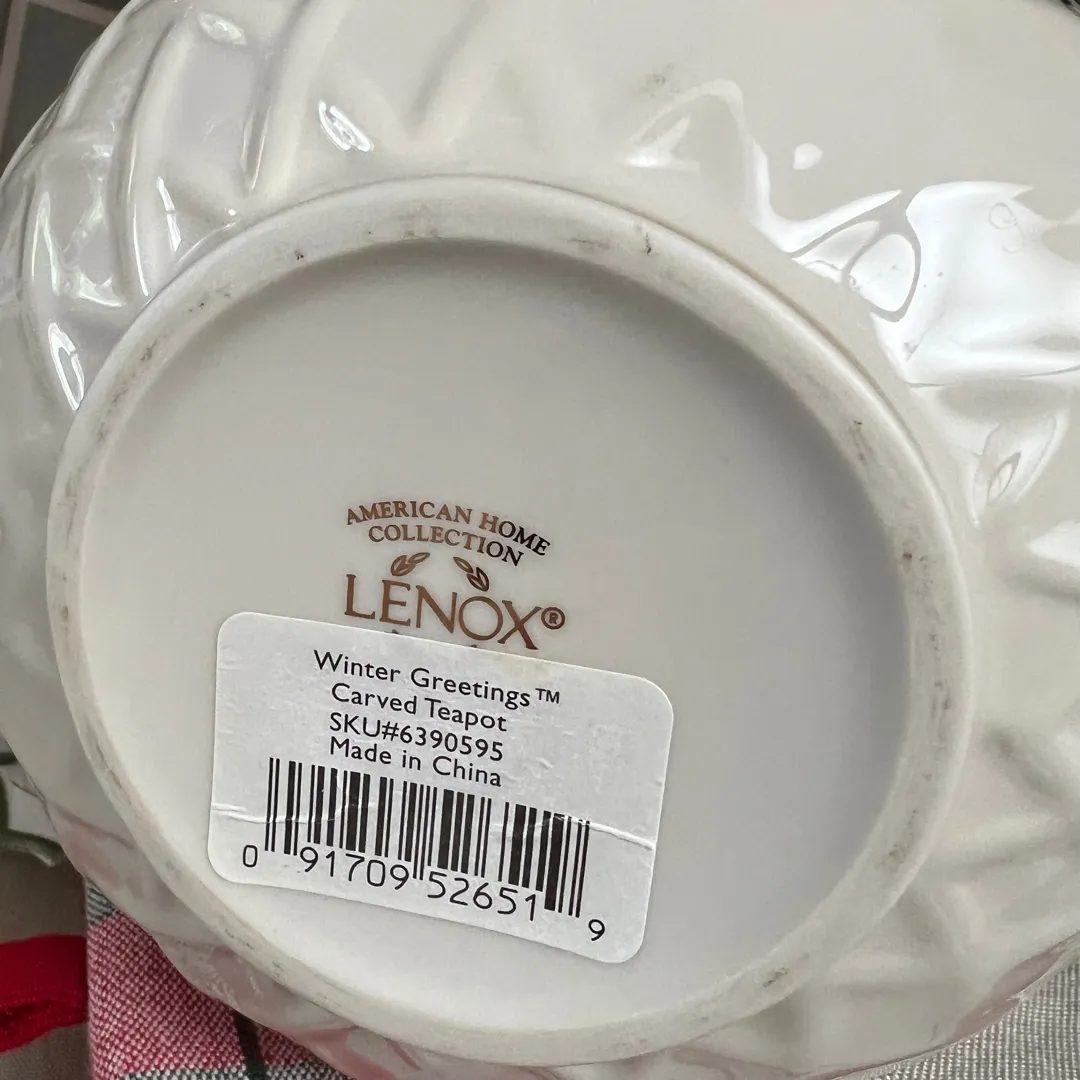 AMERICAN HOME
COLLECTION
LENOX®
Winter Greetings™
Carved Teapot
SKU#6390595
Made in China
0 91709 52651 9